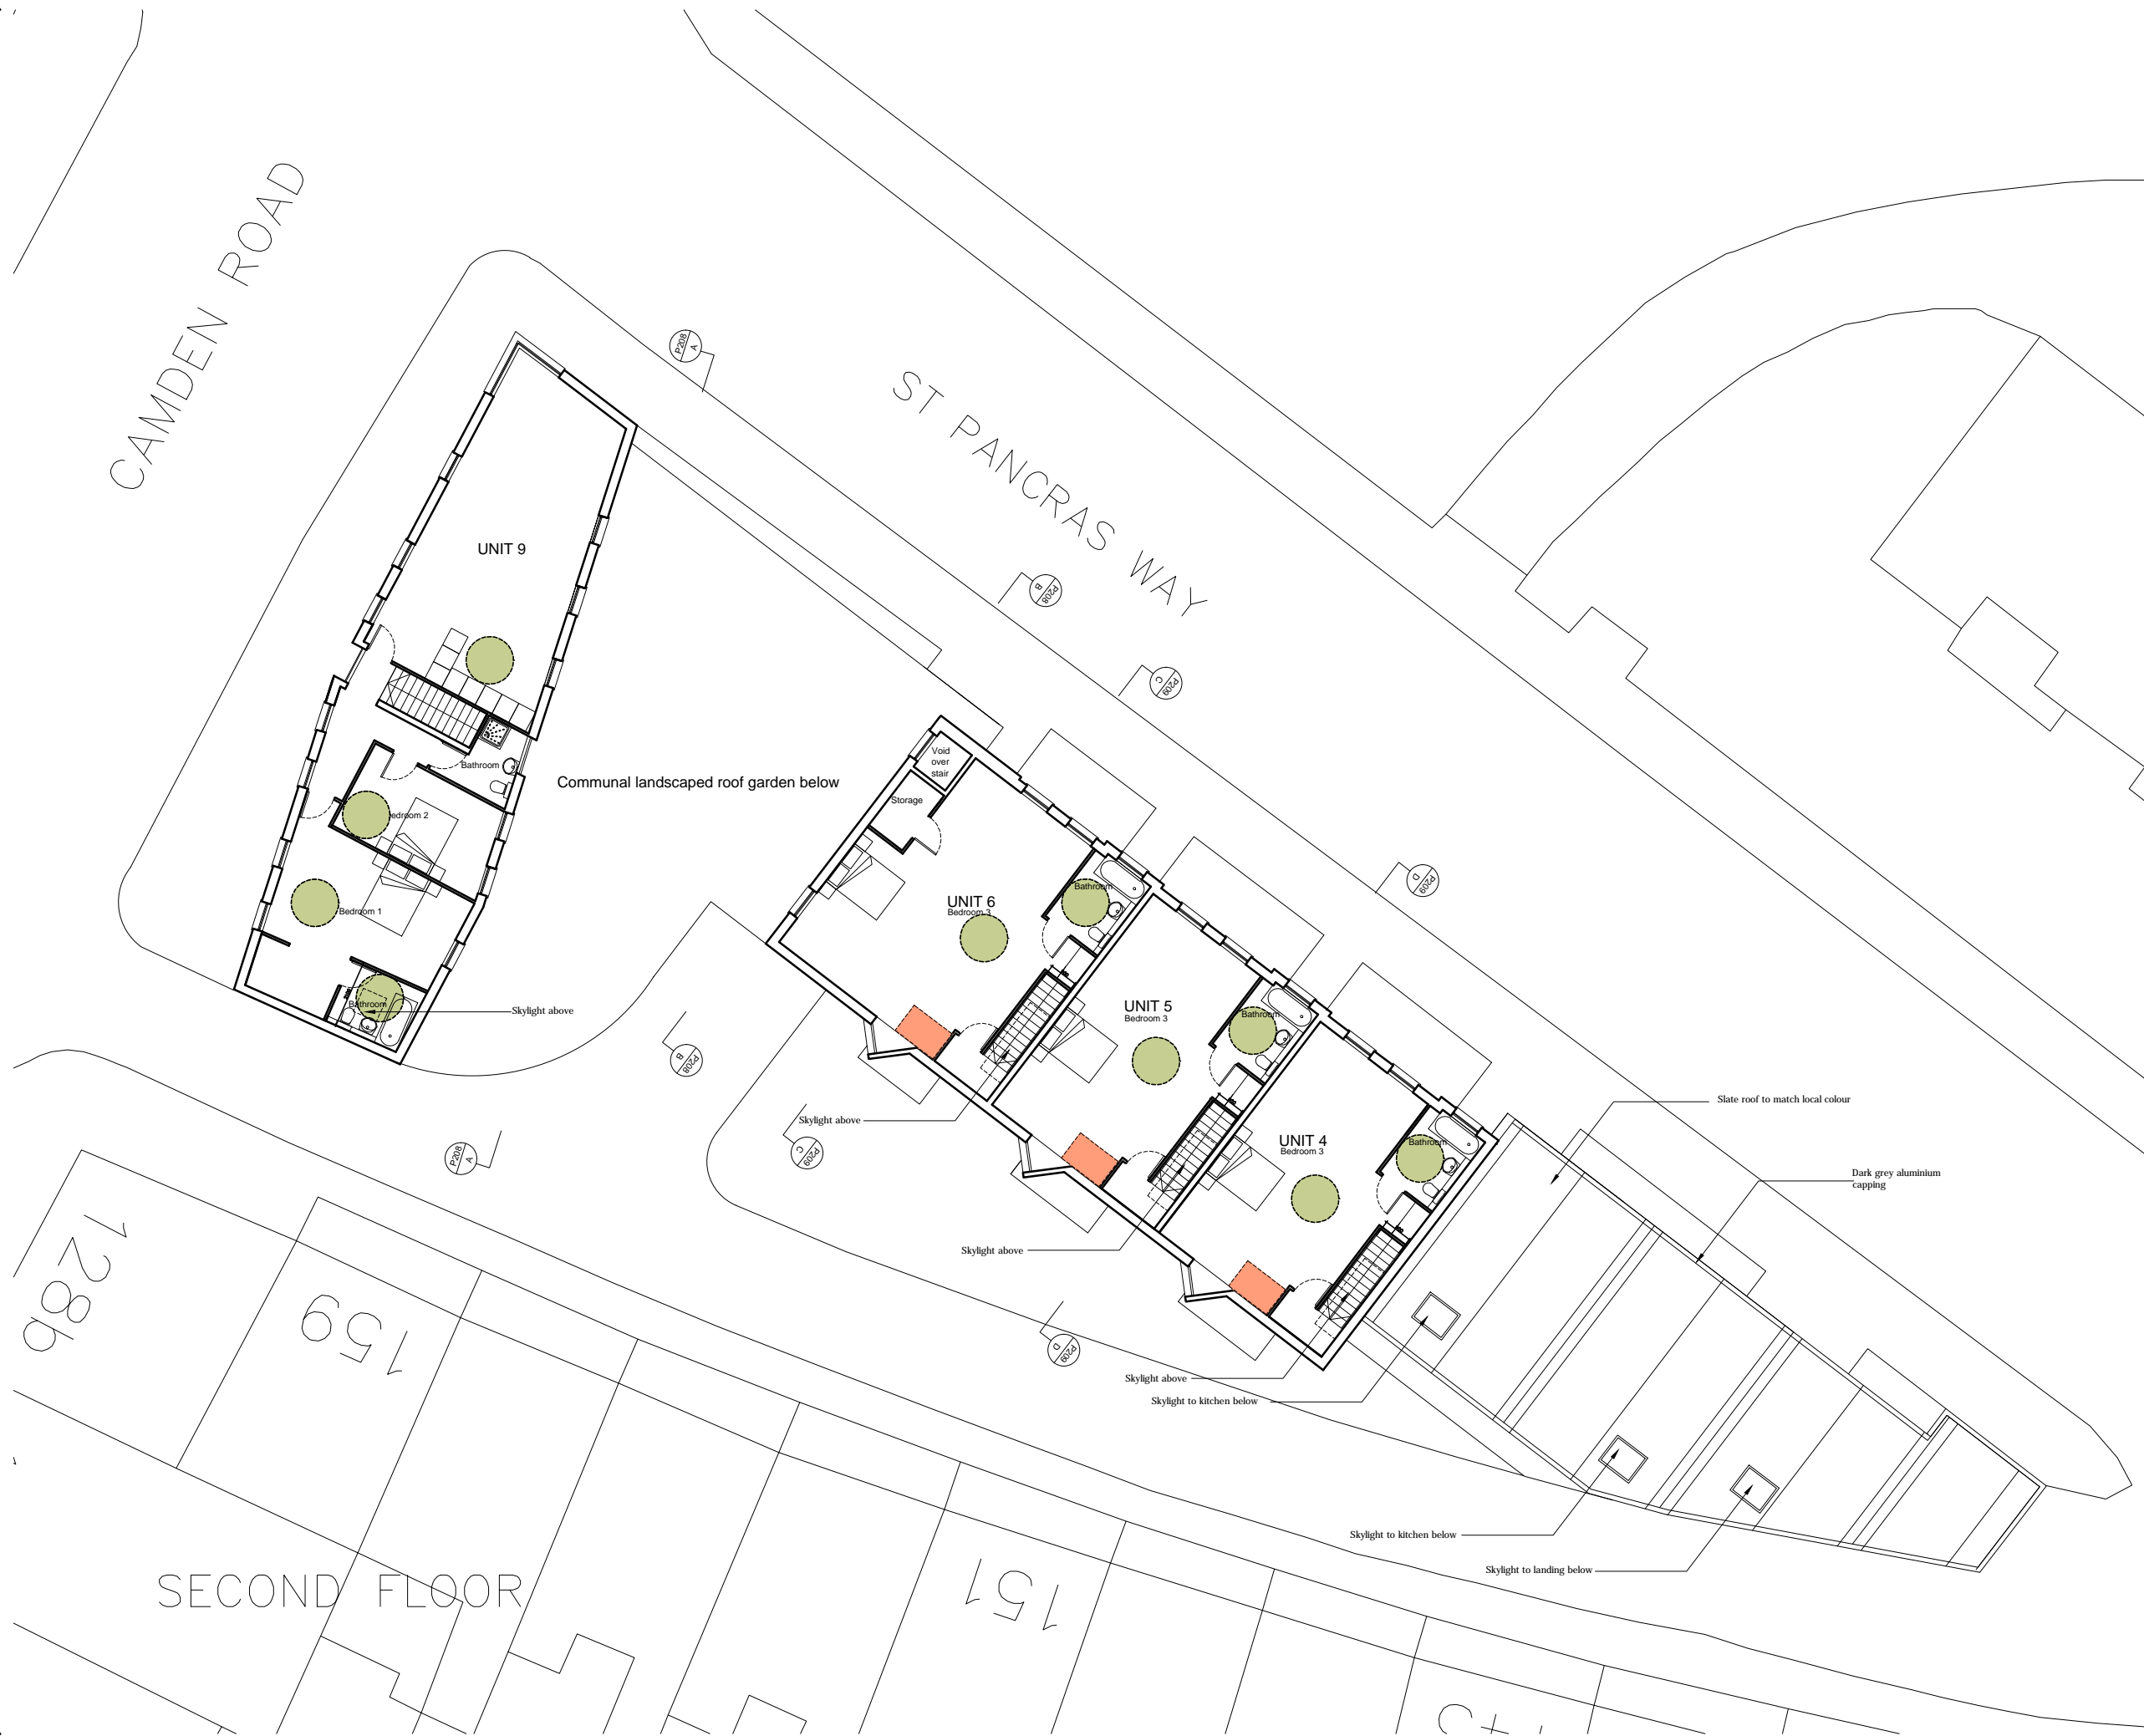 CAMDEN ROAD
ST PANCRAS WAY
P208
A
UNIT 9
P208
B
P209
C
Void
over
stair
Bathroom
Communal landscaped roof garden below
Storage
edroom 2
P209
D
Bathroom
UNIT 6
Bedroom 3
Bedroom 1
Bathroom
Skylight above
UNIT 5
Bedroom 3
Bathroom
P208
B
Skylight above
Slate roof to match local colour
P208
A
P209
C
UNIT 4
Bedroom 3
Bathroom
Dark grey aluminium
capping
Skylight above
128b
159
P209
D
Skylight above
Skylight to kitchen below
Skylight to kitchen below
Skylight to landing below
SECOND FLOOR
151